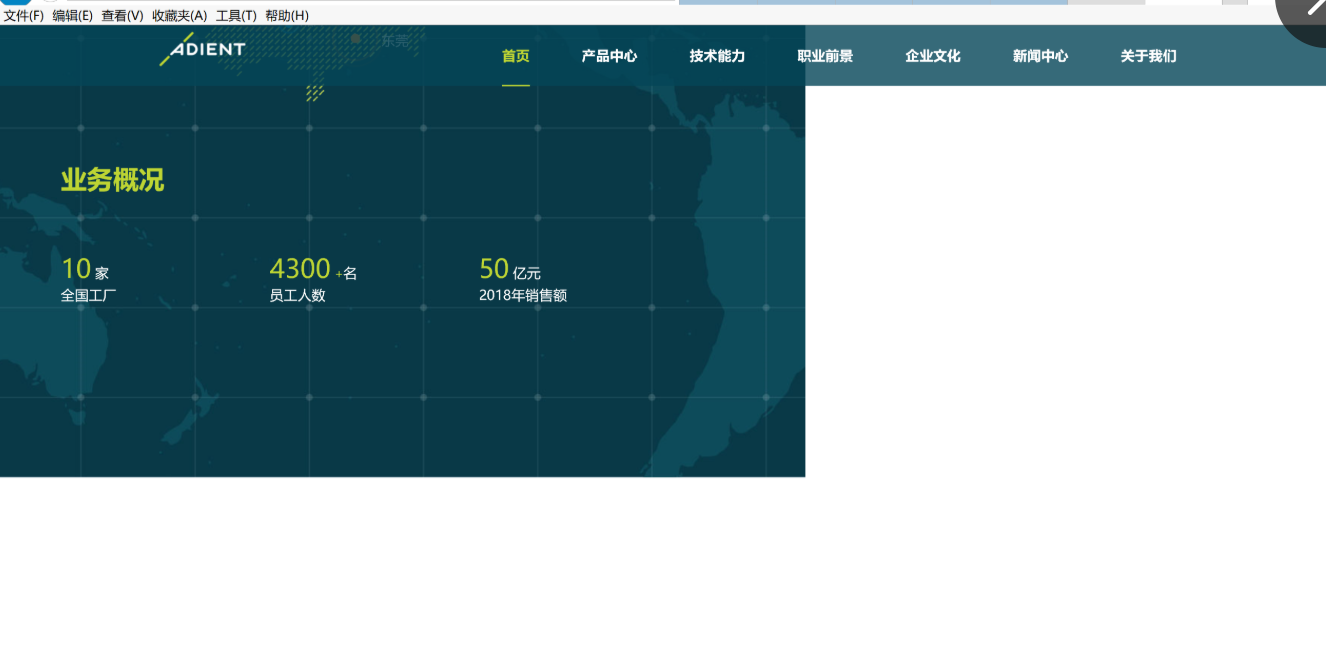 文件(F) 编辑(E) 查看(V) 收藏夹(A) 工具(T) 帮助(H)
ADIENT 东莞 首页 产品中心 技术能力 职业前景 企业文化 新闻中心 关于我们
业务概况
10 家 4300 +名 50 亿元
全国工厂 员工人数 2018年销售额